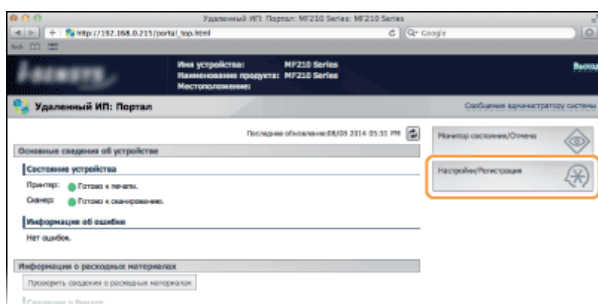 Удаленный ИП: Портал: MF210 Series: MF210 Series
http://192.168.0.215/portal_top.html
Google
Имя устройства: MF210 Series
Наименование продукта: MF210 Series
Местоположение:
Выход
Удаленный ИП: Портал
Сообщение администратору системы
Последнее обновление:08/08 2014 05:31 PM
Основные сведения об устройстве
Состояние устройства
Принтер: Готово к печати.
Сканер: Готово к сканированию.
Информация об ошибке
Нет ошибок.
Информация о расходных материалах
Проверить сведения о расходных материалах
Сведения о бумаге
Монитор состояния/Отмена
Настройки/Регистрация